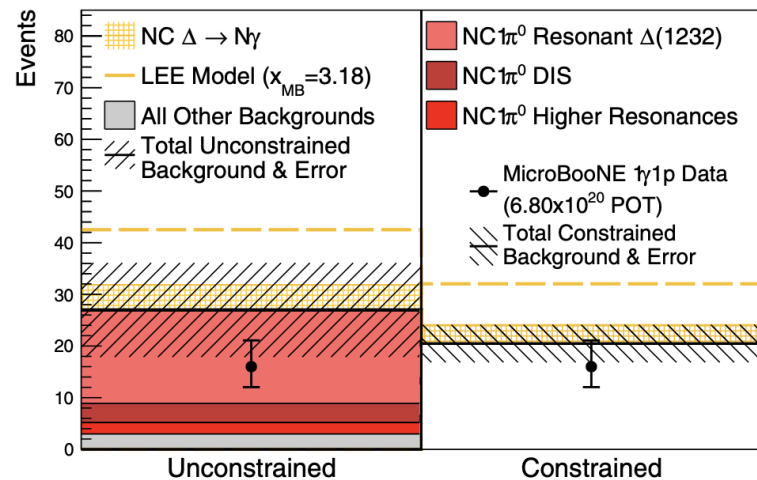 Events
80
70
60
50
40
30
20
10
0
NC Δ → Nγ
LEE Model (x_MB=3.18)
All Other Backgrounds
Total Unconstrained
Background & Error
NC1π⁰ Resonant Δ(1232)
NC1π⁰ DIS
NC1π⁰ Higher Resonances
MicroBooNE 1γ1p Data
(6.80x10²⁰ POT)
Total Constrained
Background & Error
Unconstrained
Constrained